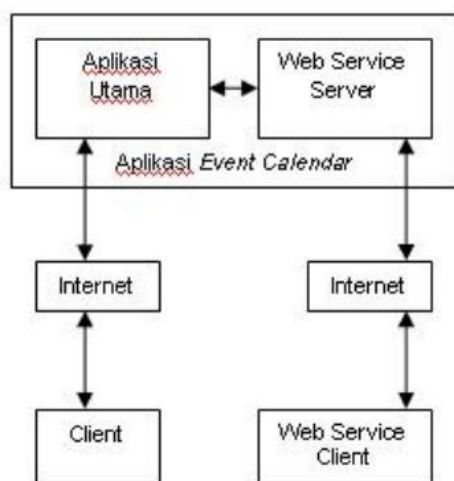 Aplikasi
Utama
Web Service
Server
Aplikasi Event Calendar
Internet
Internet
Client
Web Service
Client